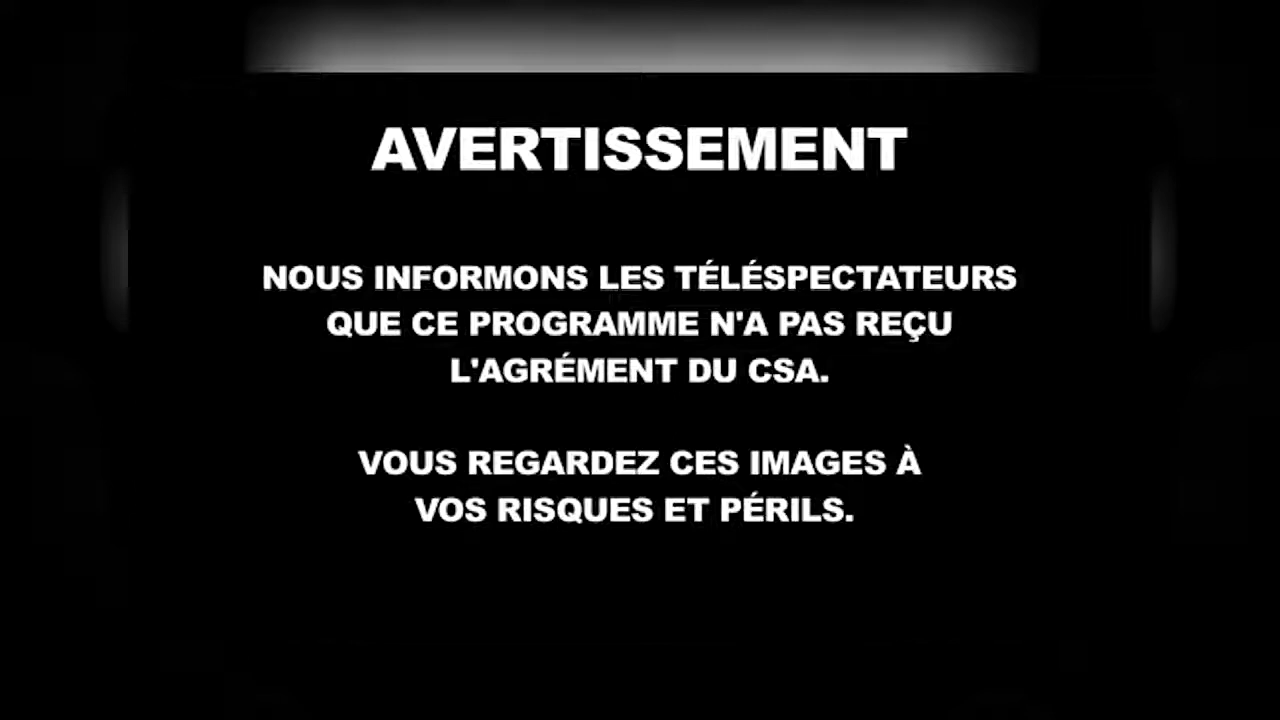 AVERTISSEMENT
NOUS INFORMONS LES TÉLÉSPECTATEURS
QUE CE PROGRAMME N'A PAS REÇU
L'AGRÉMENT DU CSA.
VOUS REGARDEZ CES IMAGES À
VOS RISQUES ET PÉRILS.